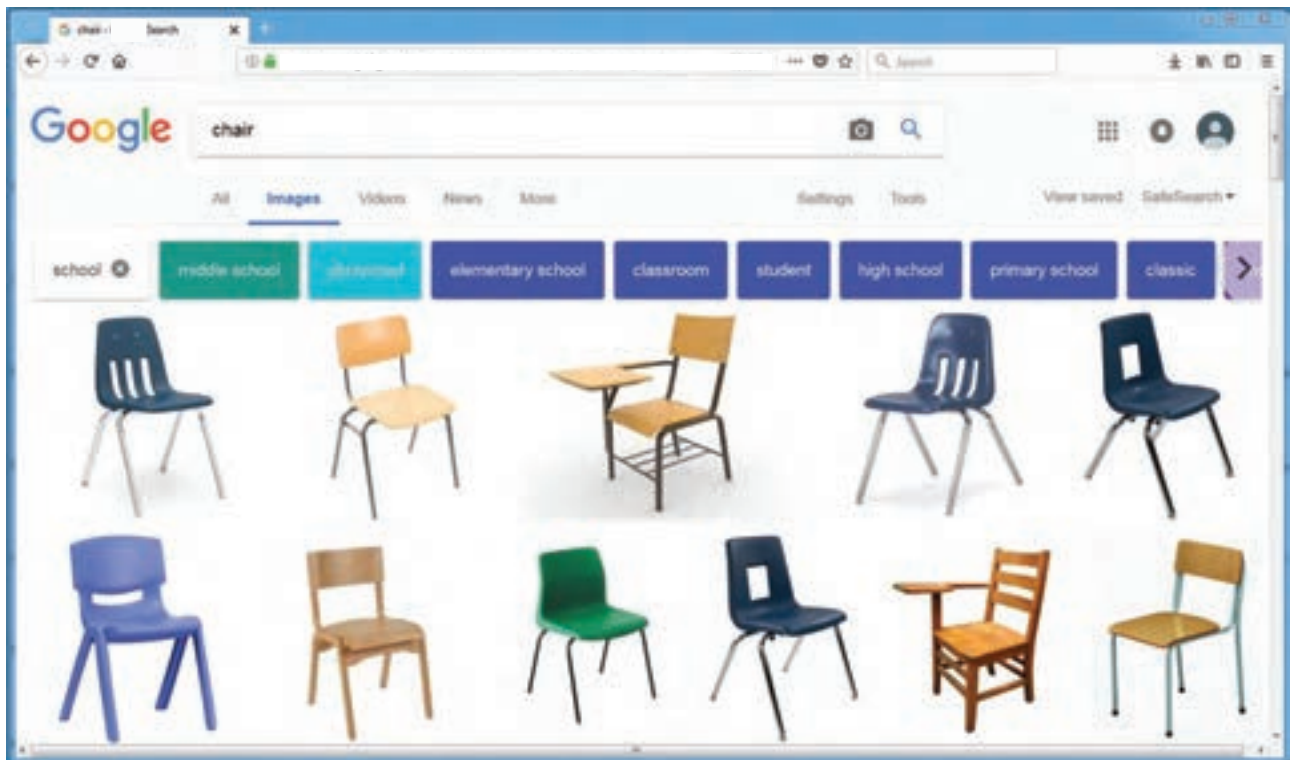 Search
Search
Google chair
All Images Videos News More Settings Tools View saved SafeSearch
school middle school elementary school classroom student high school primary school classic